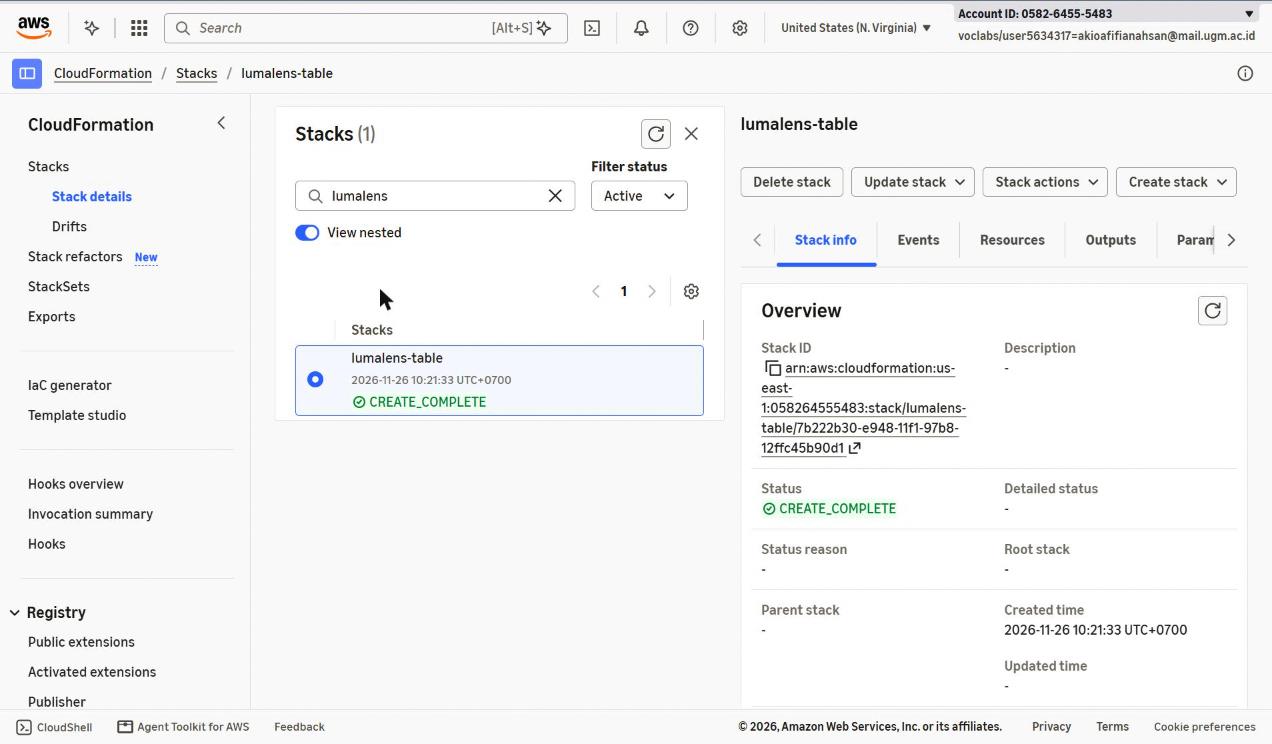 aws
Search
[Alt+S]
United States (N. Virginia)
Account ID: 0582-6455-5483
voclabs/user5634317=akioafifianahsan@mail.ugm.ac.id
CloudFormation / Stacks / lumalens-table
CloudFormation
Stacks
Stack details
Drifts
Stack refactors New
StackSets
Exports
IaC generator
Template studio
Hooks overview
Invocation summary
Hooks
Registry
Public extensions
Activated extensions
Publisher
Stacks (1)
Filter status
lumalens
Active
View nested
1
Stacks
lumalens-table
2026-11-26 10:21:33 UTC+0700
CREATE_COMPLETE
lumalens-table
Delete stack
Update stack
Stack actions
Create stack
Stack info
Events
Resources
Outputs
Param
Overview
Stack ID
arn:aws:cloudformation:us-
east-
1:058264555483:stack/lumalens-
table/7b222b30-e948-11f1-97b8-
12ffc45b90d1
Description
-
Status
CREATE_COMPLETE
Detailed status
-
Status reason
-
Root stack
-
Parent stack
-
Created time
2026-11-26 10:21:33 UTC+0700
Updated time
-
CloudShell
Agent Toolkit for AWS
Feedback
© 2026, Amazon Web Services, Inc. or its affiliates.
Privacy
Terms
Cookie preferences